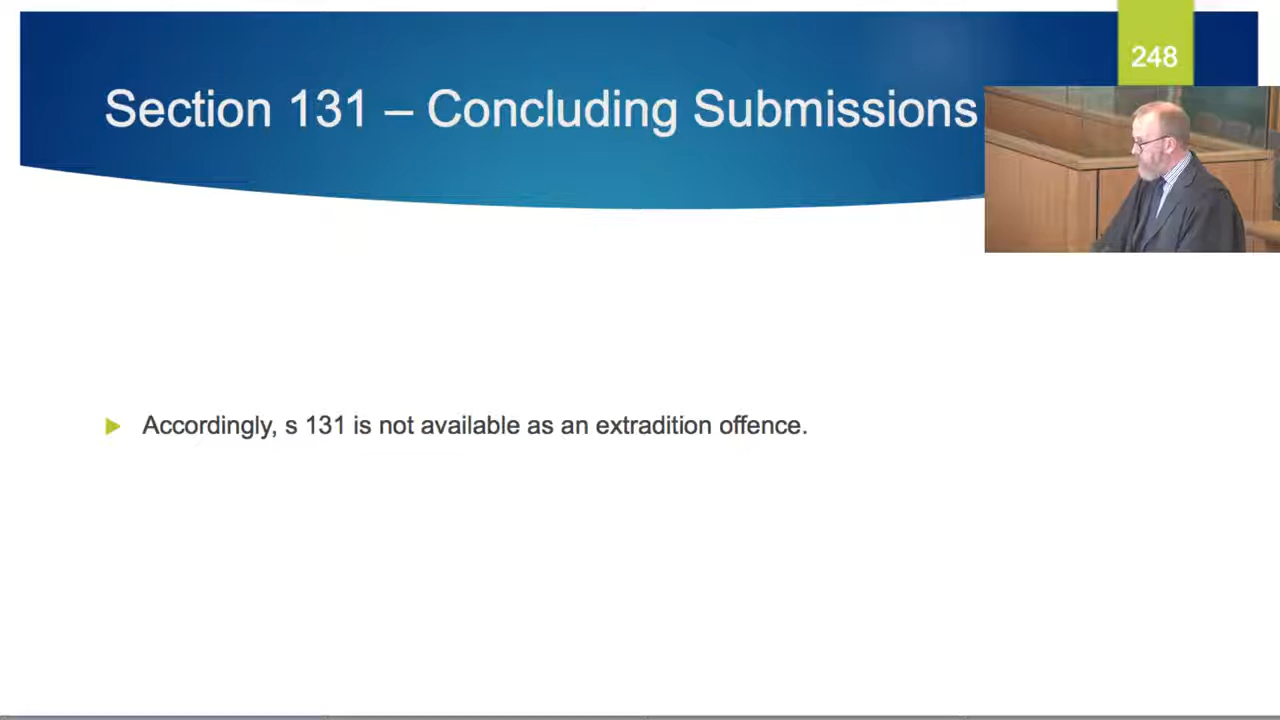 248
Section 131 – Concluding Submissions
Accordingly, s 131 is not available as an extradition offence.